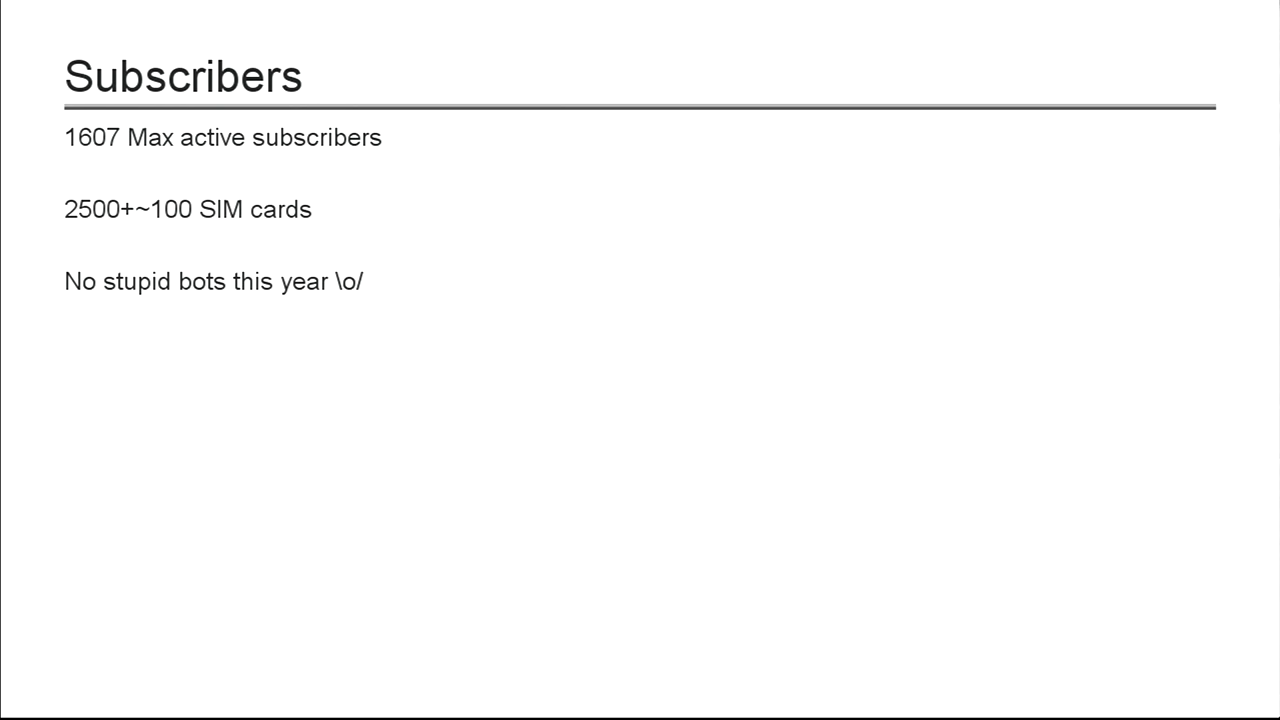 Subscribers
1607 Max active subscribers
2500+~100 SIM cards
No stupid bots this year \o/